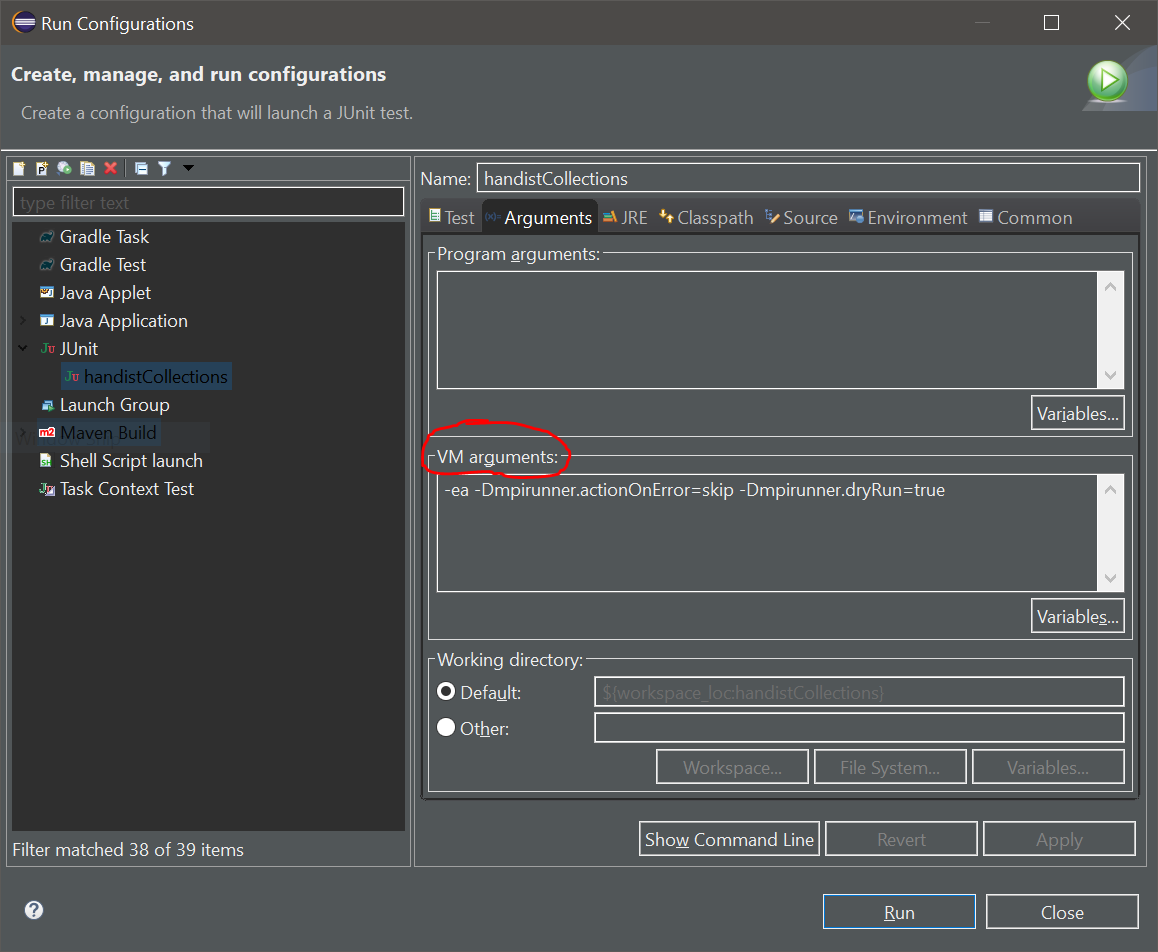 Run Configurations
Create, manage, and run configurations
Create a configuration that will launch a JUnit test.
type filter text
Gradle Task
Gradle Test
Java Applet
Java Application
JUnit
handistCollections
Launch Group
Maven Build
Shell Script launch
Task Context Test
Filter matched 38 of 39 items
Name: handistCollections
Test Arguments JRE Classpath Source Environment Common
Program arguments:
Variables...
VM arguments:
-ea -Dmpirunner.actionOnError=skip -Dmpirunner.dryRun=true
Variables...
Working directory:
Default: ${workspace_loc:handistCollections}
Other:
Workspace... File System... Variables...
Show Command Line Revert Apply
Run Close